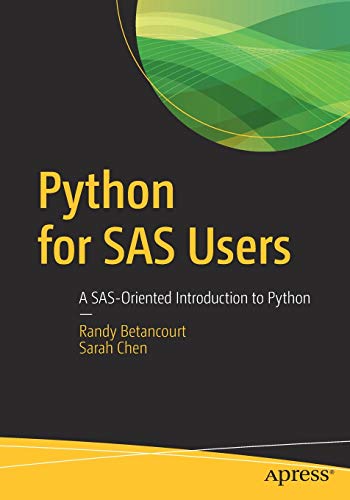 Python
for SAS Users
A SAS-Oriented Introduction to Python
—
Randy Betancourt
Sarah Chen
Apress®